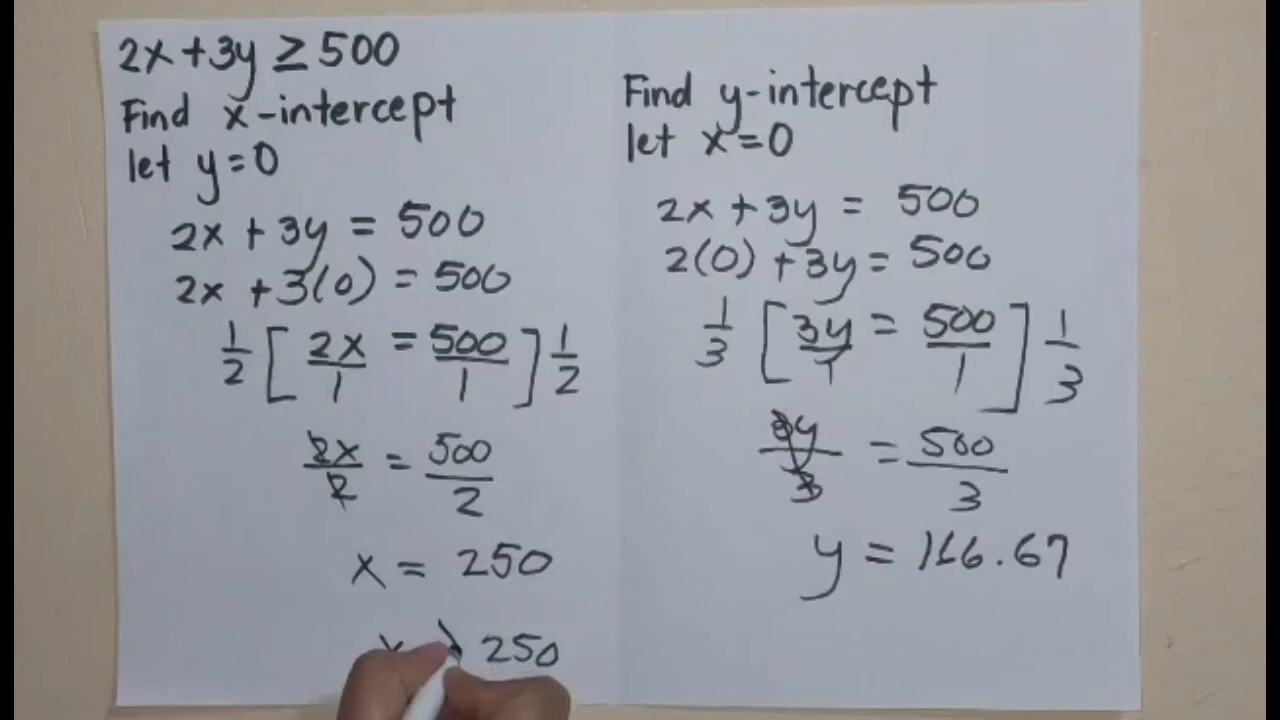 2x + 3y ≥ 500
Find x-intercept
let y = 0
2x + 3y = 500
2x + 3(0) = 500
1/2 [ 2x/1 = 500/1 ] 1/2
2x/2 = 500/2
x = 250
250
Find y-intercept
let x = 0
2x + 3y = 500
2(0) + 3y = 500
1/3 [ 3y/1 = 500/1 ] 1/3
3y/3 = 500/3
y = 166.67